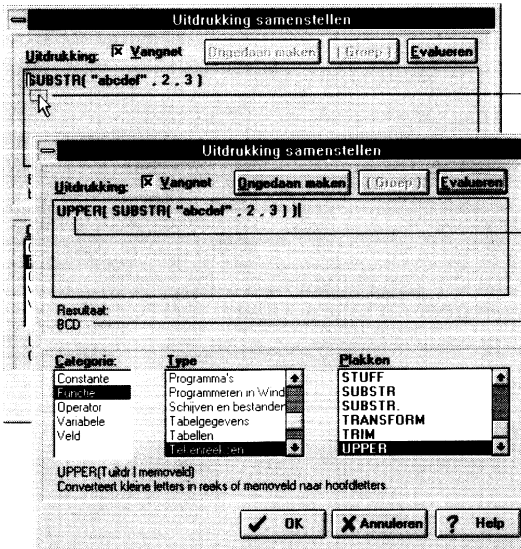 Uitdrukking samenstellen
Uitdrukking: Vangnet Ongedaan maken ( Groep ) Evalueren
SUBSTR( "abcdef" , 2 , 3 )
Uitdrukking samenstellen
Uitdrukking: Vangnet Ongedaan maken ( Groep ) Evalueren
UPPER( SUBSTR( "abcdef" , 2 , 3 ) )
Resultaat:
BCD
Categorie: Type Plakken
Constante Programma's STUFF
Functie Programmeren in Wind SUBSTR
Operator Schijven en bestanden SUBSTR.
Variabele Tabelgegevens TRANSFORM
Veld Tabellen TRIM
Tekenreeksen UPPER
UPPER(Tuitdr | memoveld)
Converteert kleine letters in reeks of memoveld naar hoofdletters
OK Annuleren ? Help